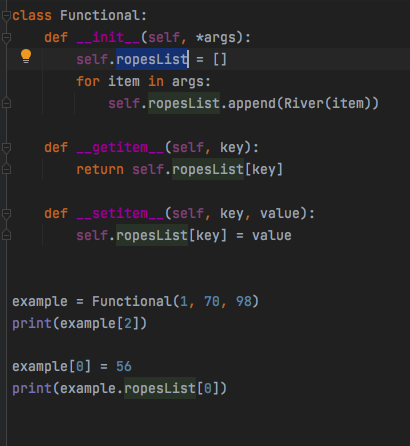 class Functional:
    def __init__(self, *args):
        self.ropesList = []
        for item in args:
            self.ropesList.append(River(item))

    def __getitem__(self, key):
        return self.ropesList[key]

    def __setitem__(self, key, value):
        self.ropesList[key] = value


example = Functional(1, 70, 98)
print(example[2])

example[0] = 56
print(example.ropesList[0])